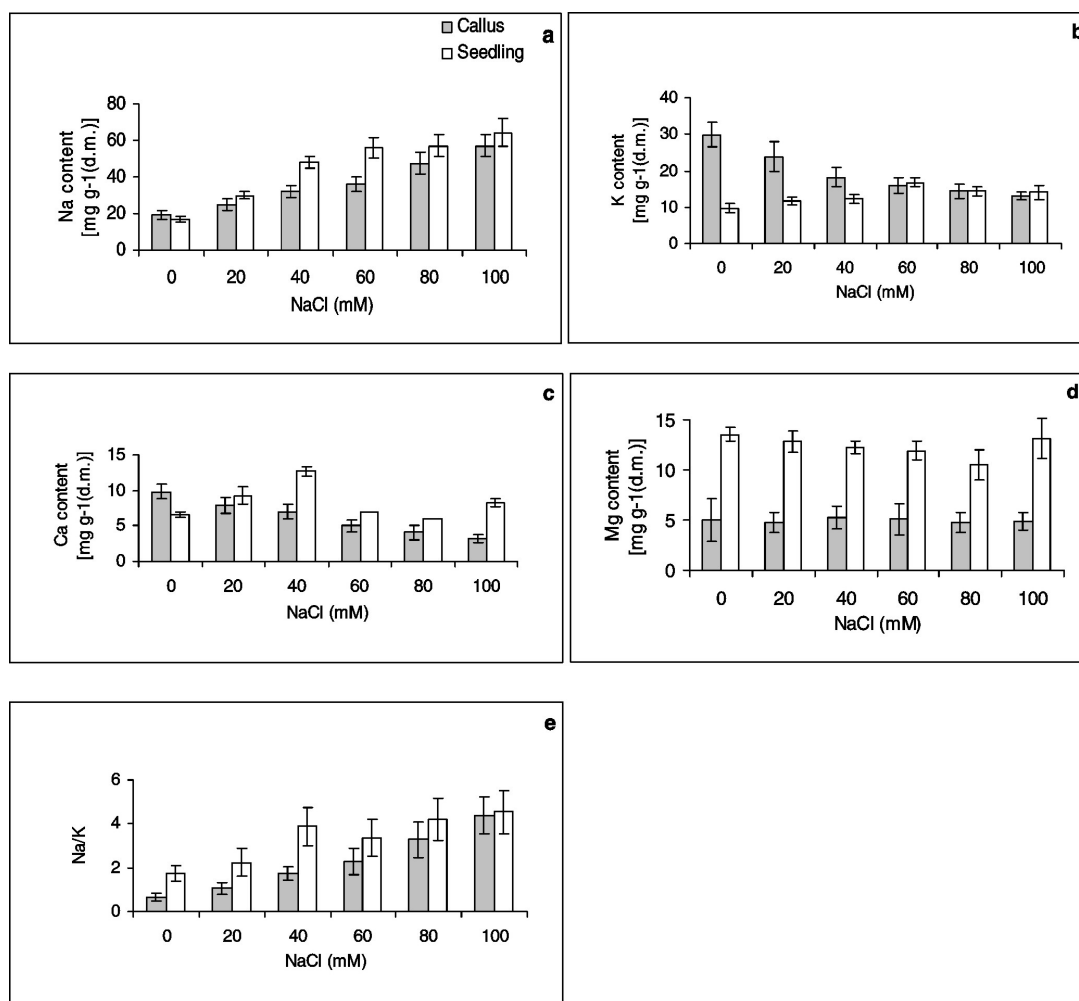 a
Callus
Seedling
Na content
[mg g-1(d.m.)]
80
60
40
20
0
0 20 40 60 80 100
NaCl (mM)
b
K content
[mg g-1(d.m.)]
40
30
20
10
0
0 20 40 60 80 100
NaCl (mM)
c
Ca content
[mg g-1(d.m.)]
15
10
5
0
0 20 40 60 80 100
NaCl (mM)
d
Mg content
[mg g-1(d.m.)]
15
10
5
0
0 20 40 60 80 100
NaCl (mM)
e
Na/K
6
4
2
0
0 20 40 60 80 100
NaCl (mM)